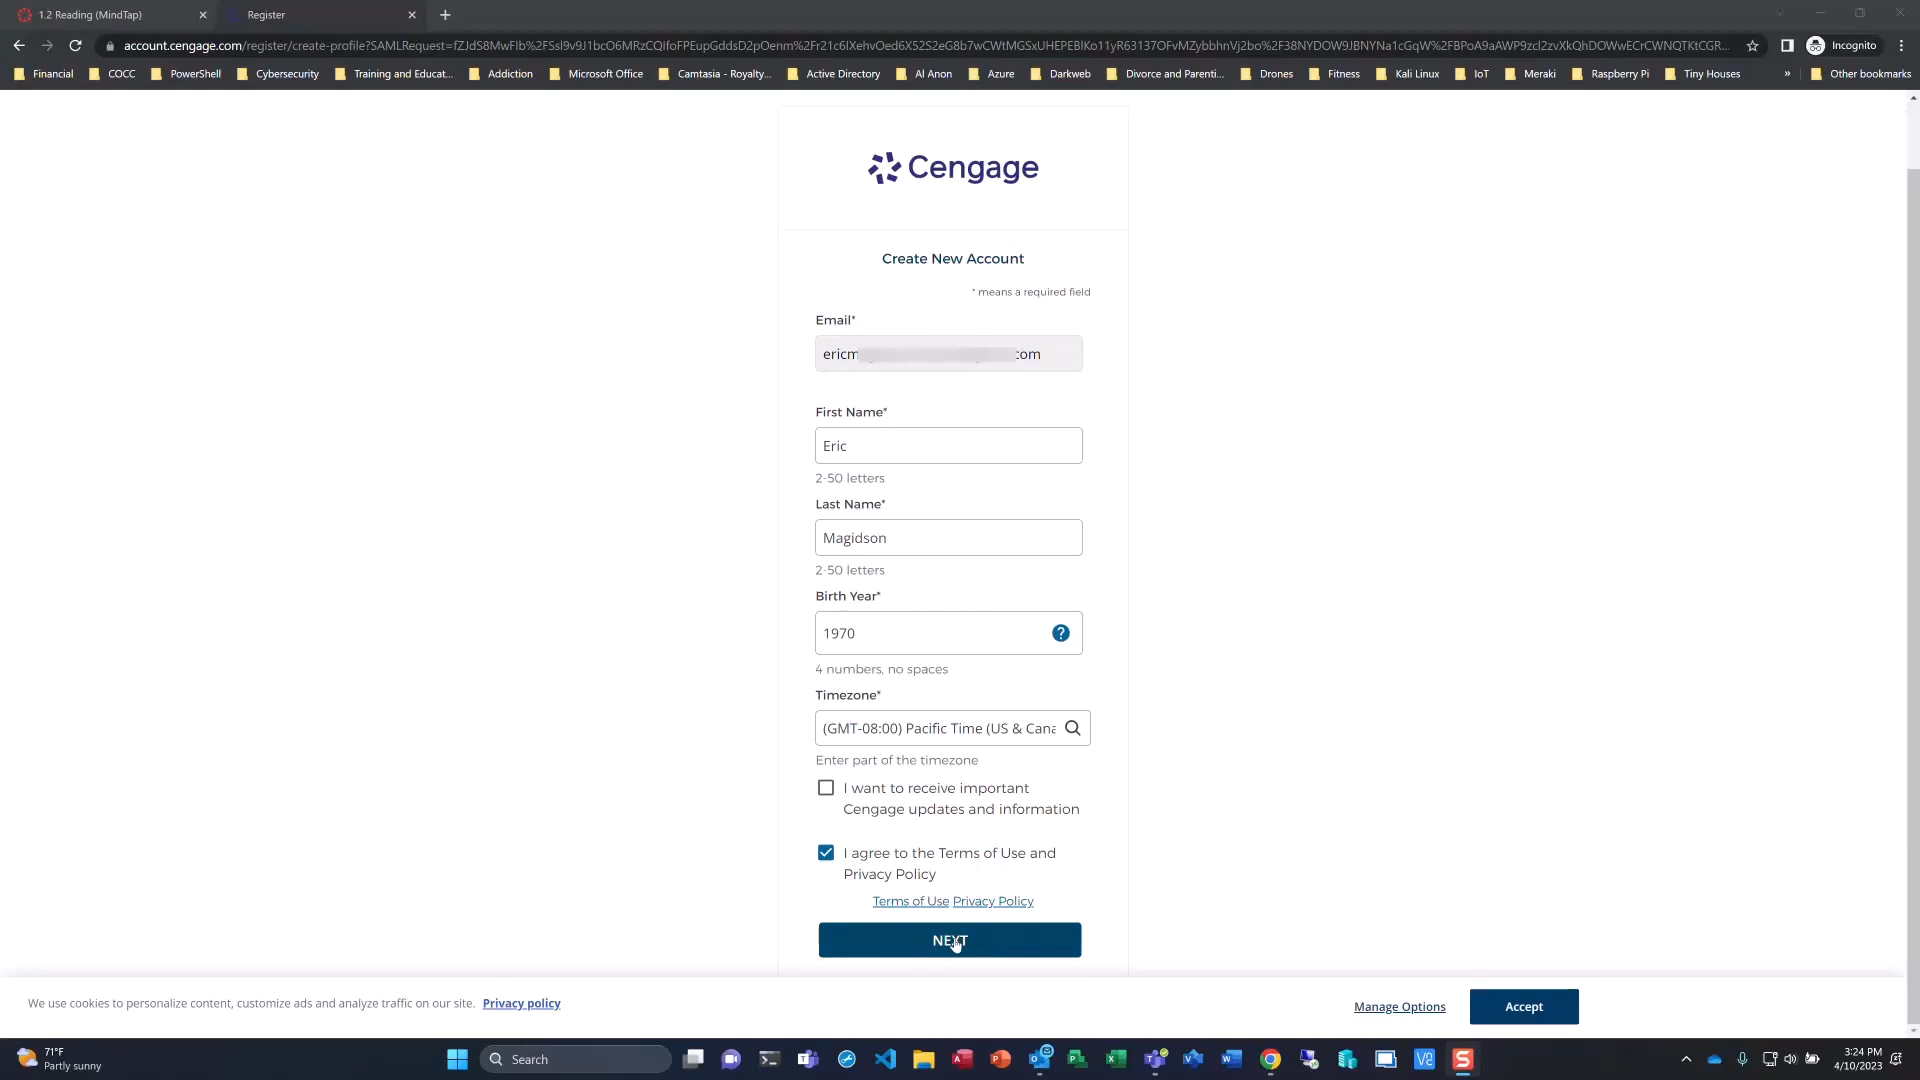 1.2 Reading (MindTap)
Register
account.cengage.com/register/create-profile?SAMLRequest=
Incognito
Financial COCC PowerShell Cybersecurity Training and Educat... Addiction Microsoft Office Camtasia - Royalty... Active Directory Al Anon Azure Darkweb Divorce and Parenti... Drones Fitness Kali Linux IoT Meraki Raspberry Pi Tiny Houses » Other bookmarks
Cengage
Create New Account
* means a required field
Email*
ericm com
First Name*
Eric
2-50 letters
Last Name*
Magidson
2-50 letters
Birth Year*
1970 ?
4 numbers, no spaces
Timezone*
(GMT-08:00) Pacific Time (US & Cana
Enter part of the timezone
I want to receive important
Cengage updates and information
I agree to the Terms of Use and
Privacy Policy
Terms of Use Privacy Policy
NEXT
We use cookies to personalize content, customize ads and analyze traffic on our site. Privacy policy
Manage Options
Accept
71°F
Partly sunny
Search
3:24 PM
4/10/2023